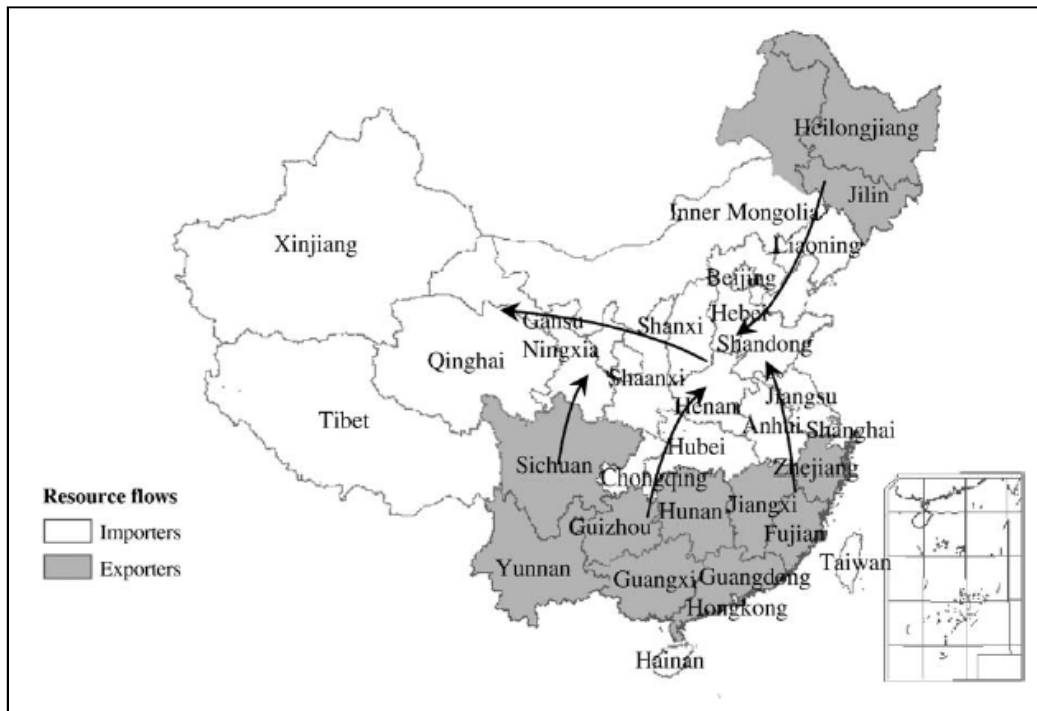 Heilongjiang
Jilin
Inner Mongolia
Liaoning
Xinjiang
Beijing
Hebei
Gansu
Shanxi
Shandong
Ningxia
Qinghai
Shaanxi
Jiangsu
Henan
Tibet
Anhui
Shanghai
Hubei
Sichuan
Zhejiang
Chongqing
Resource flows
Importers
Exporters
Jiangxi
Hunan
Guizhou
Fujian
Yunnan
Taiwan
Guangxi
Guangdong
Hongkong
Hainan